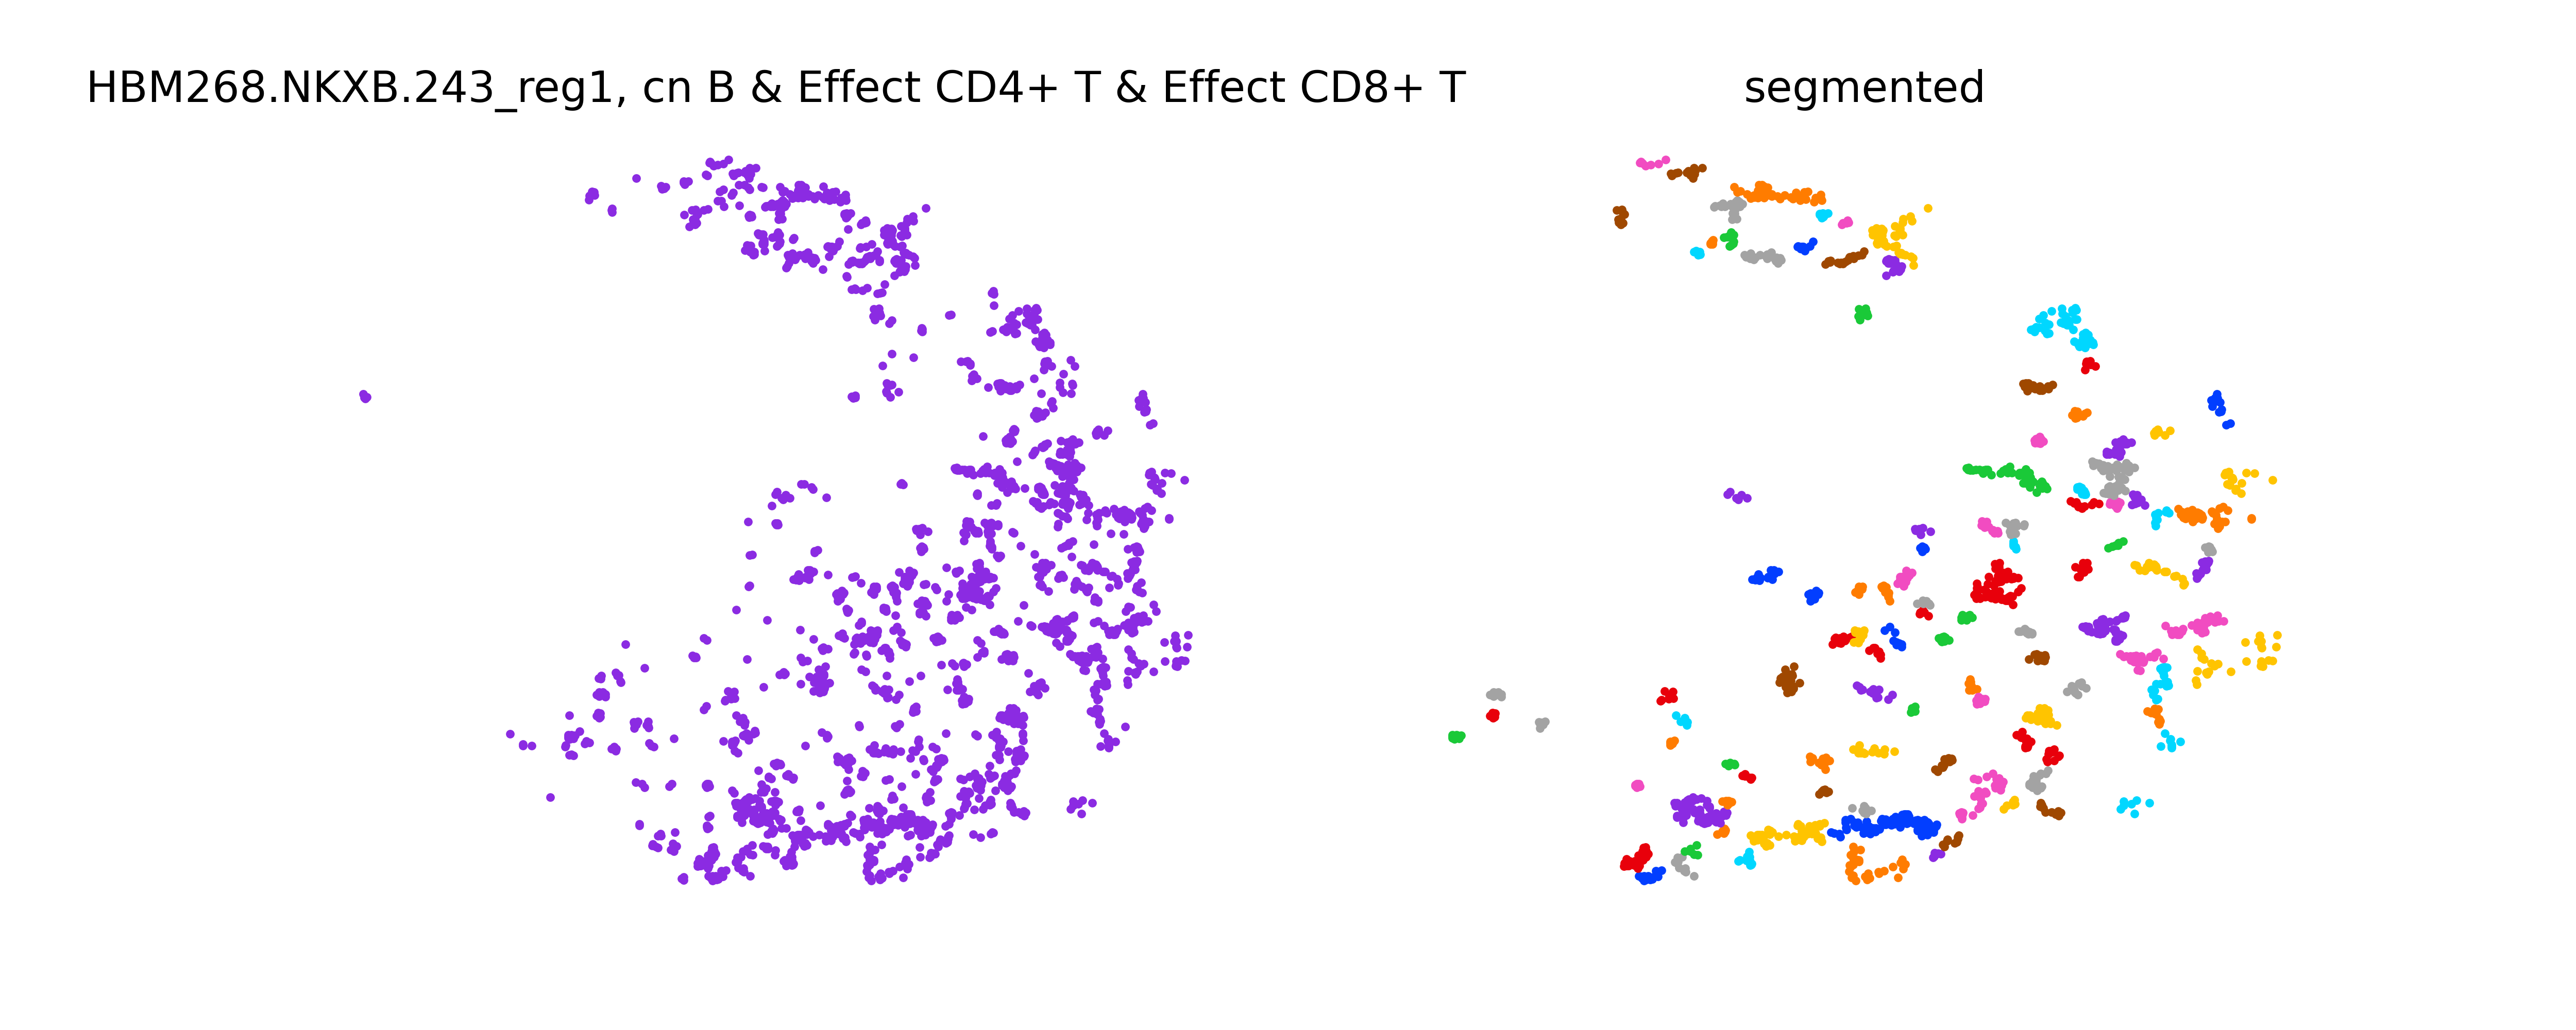 HBM268.NKXB.243_reg1, cn B & Effect CD4+ T & Effect CD8+ T
segmented